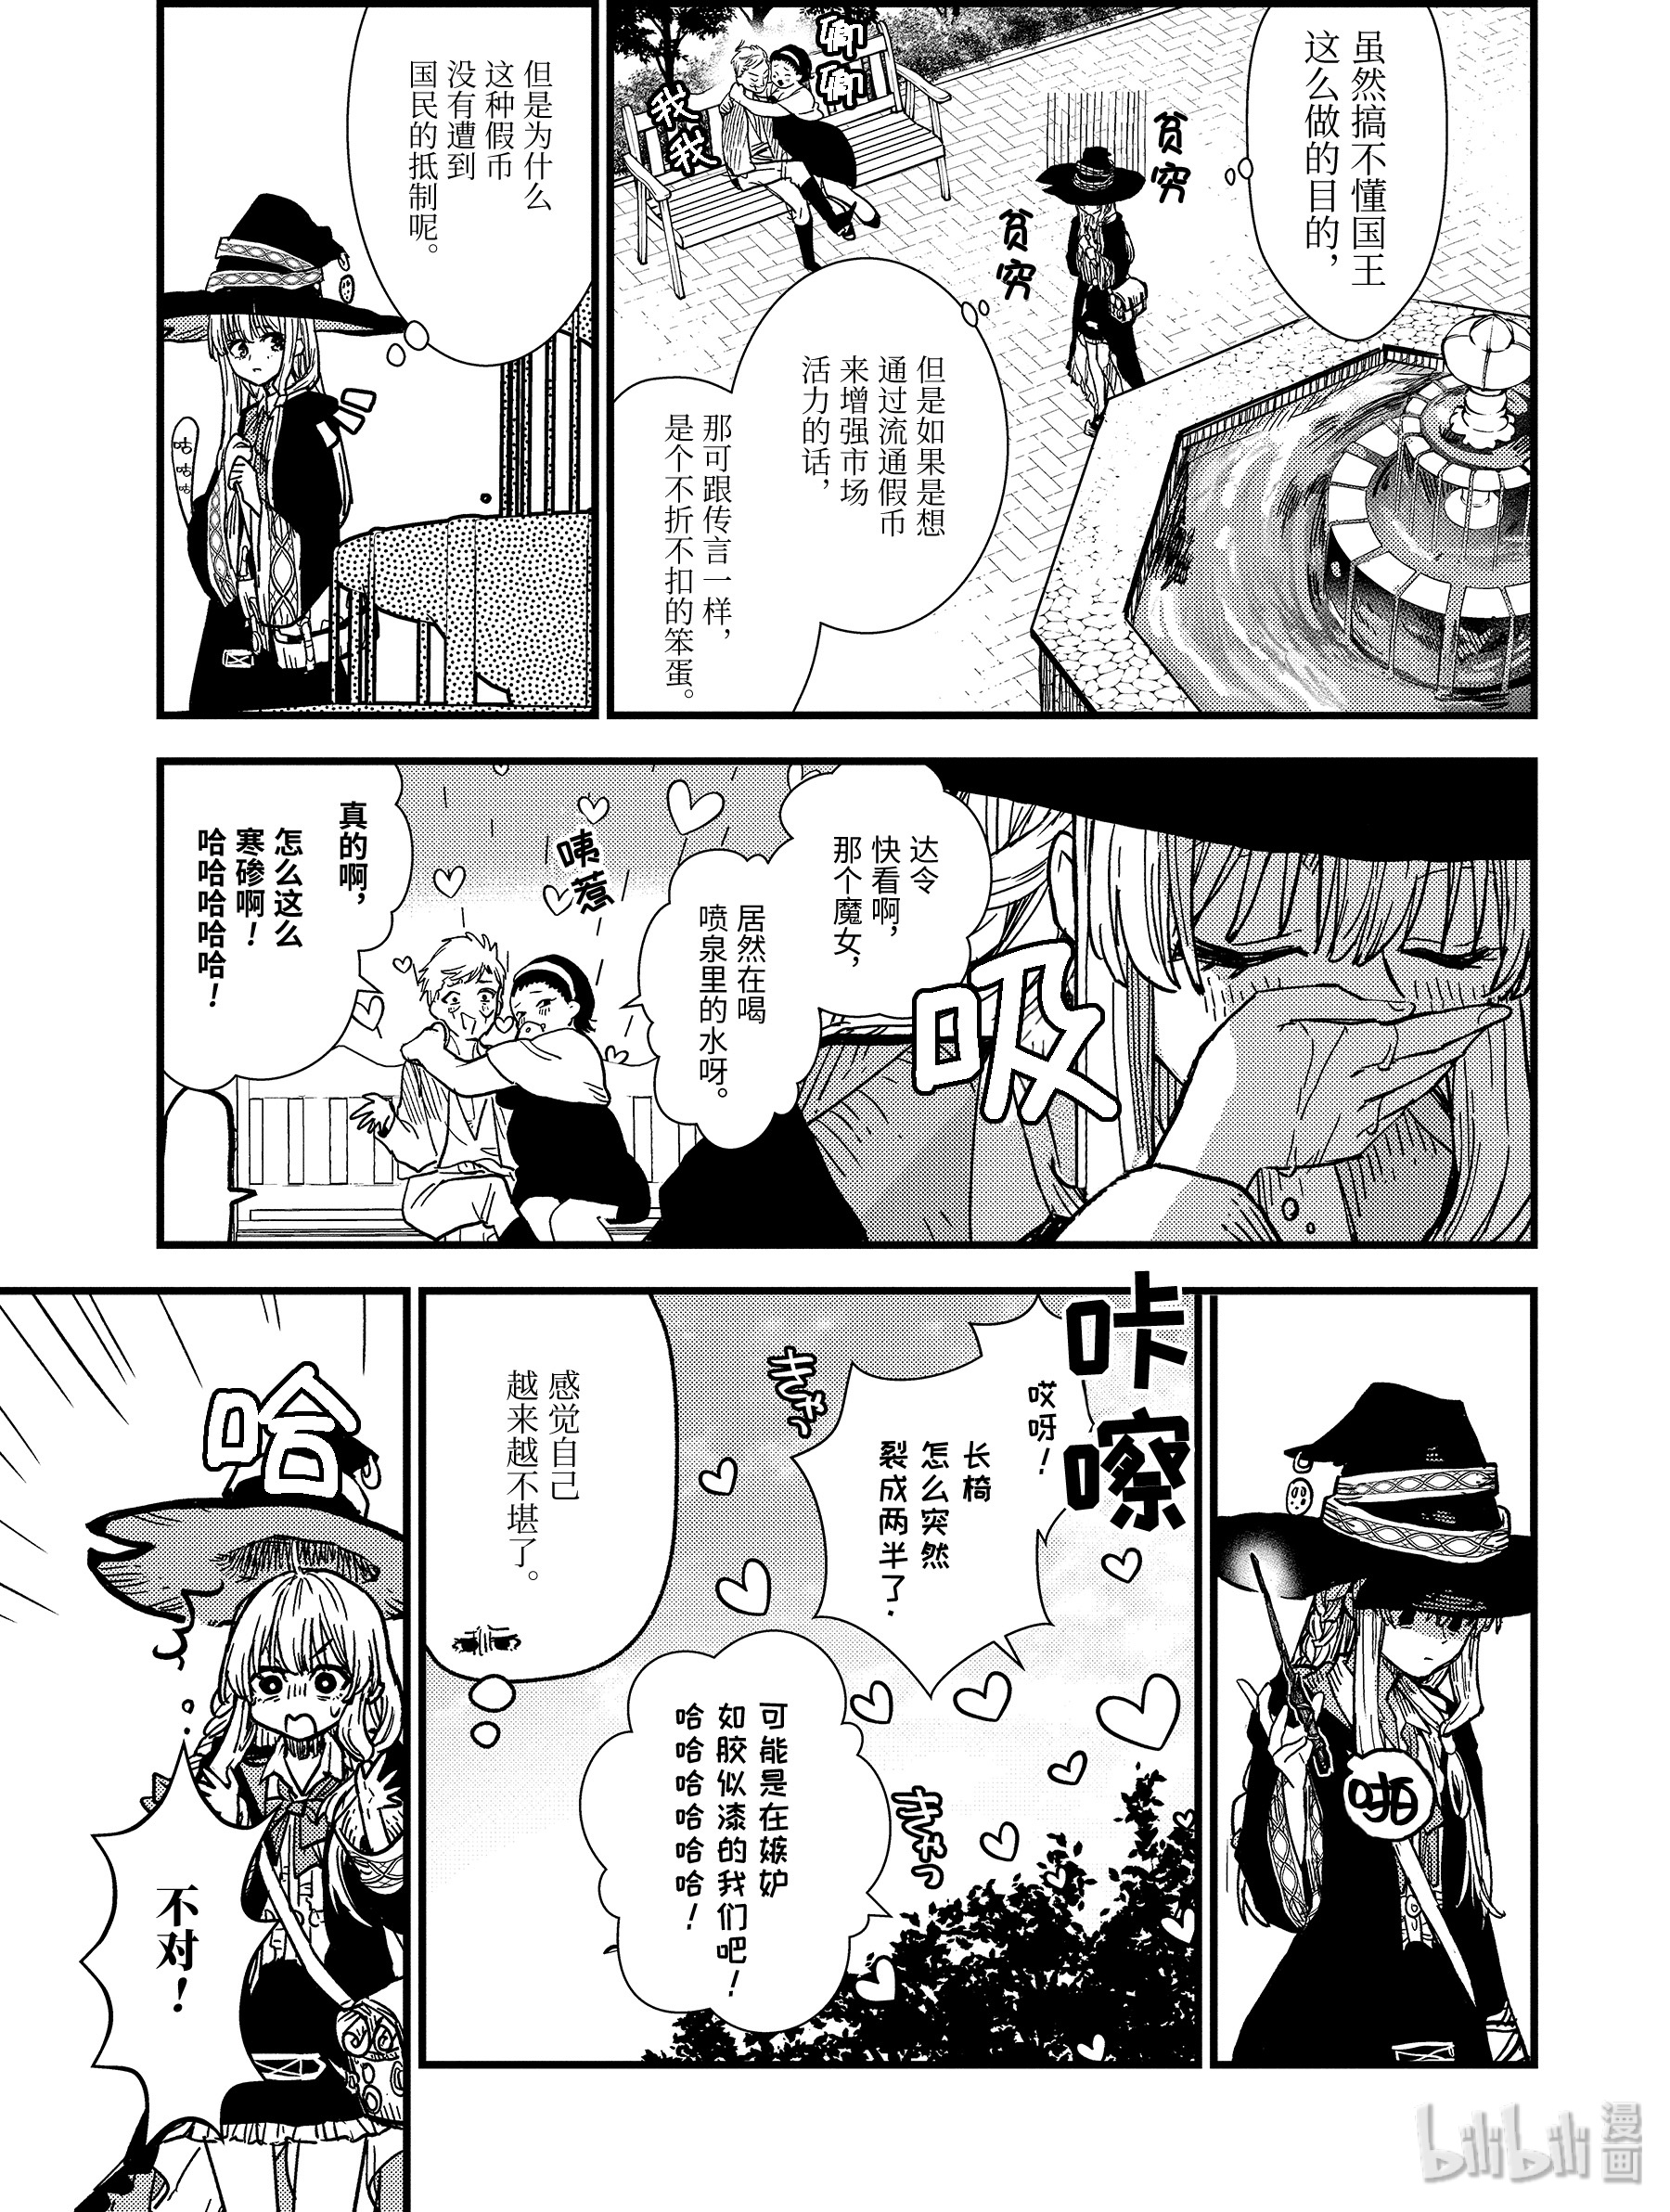 虽然搞不懂国王
这么做的目的，
贫穷
贫穷
卿卿
我我
但是如果是想
通过流通假币
来增强市场
活力的话，
那可跟传言一样，
是个不折不扣的笨蛋。
但是为什么
这种假币
没有遭到
国民的抵制呢。
咕咕咕
吸
达令
快看啊，
那个魔女，
居然在喝
喷泉里的水呀。
咦惹
真的啊，
怎么这么
寒碜啊！
哈哈哈哈哈！
啪
咔嚓
哎呀！
长椅
怎么突然
裂成两半了.
きゃっ
可能是在嫉妒
如胶似漆的我们吧！
哈哈哈哈哈哈！
きゃっ
感觉自己
越来越不堪了。
哈
不对！
bilibili
漫画